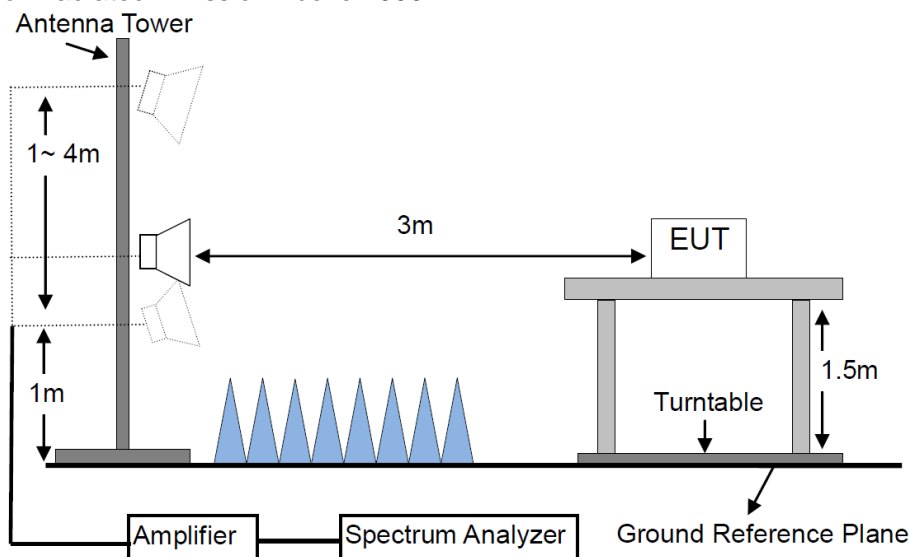 Antenna Tower
1~ 4m
3m
EUT
1m
1.5m
Turntable
Amplifier
Spectrum Analyzer
Ground Reference Plane